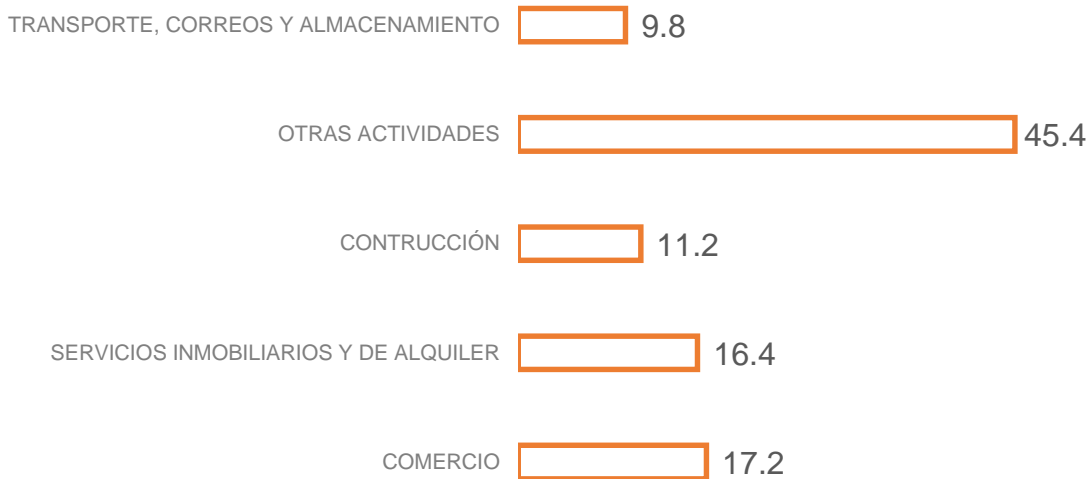 TRANSPORTE, CORREOS Y ALMACENAMIENTO 9.8
OTRAS ACTIVIDADES 45.4
CONTRUCCIÓN 11.2
SERVICIOS INMOBILIARIOS Y DE ALQUILER 16.4
COMERCIO 17.2